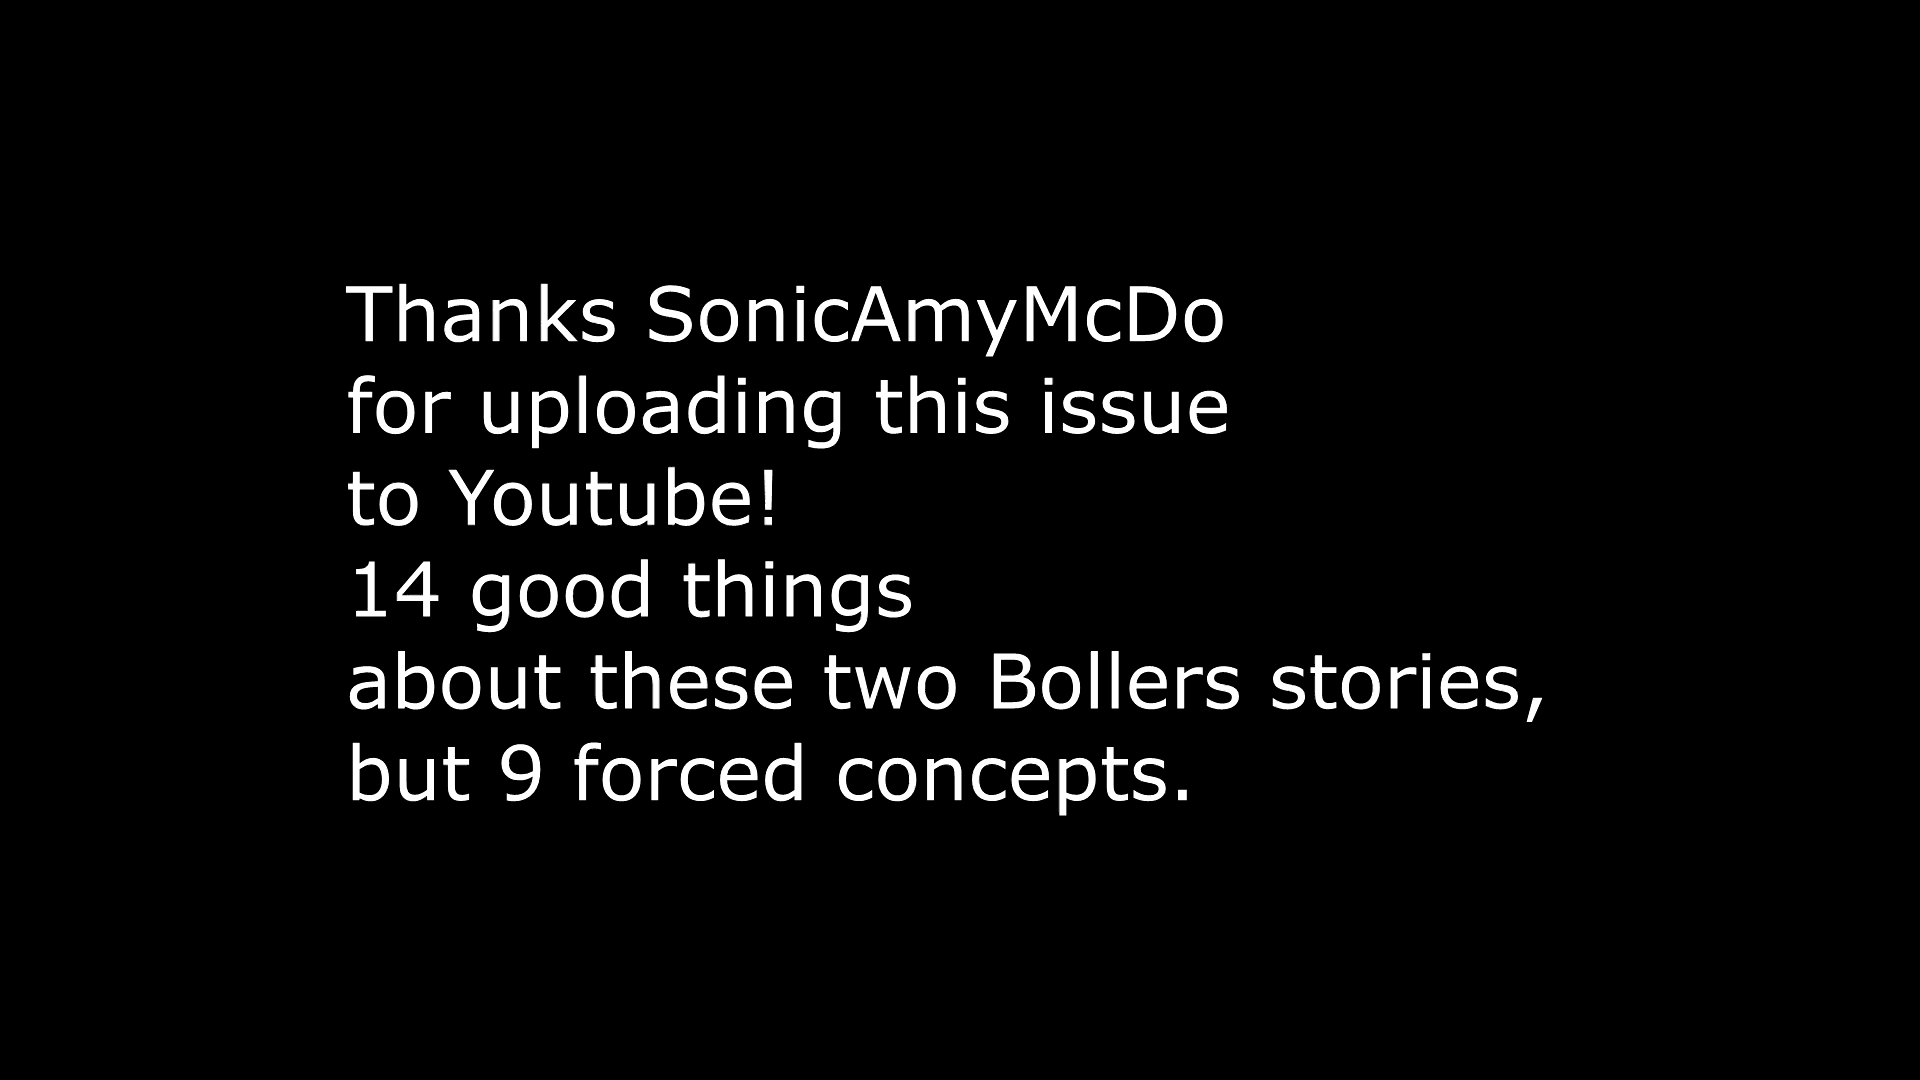 Thanks SonicAmyMcDo
for uploading this issue
to Youtube!
14 good things
about these two Bollers stories,
but 9 forced concepts.